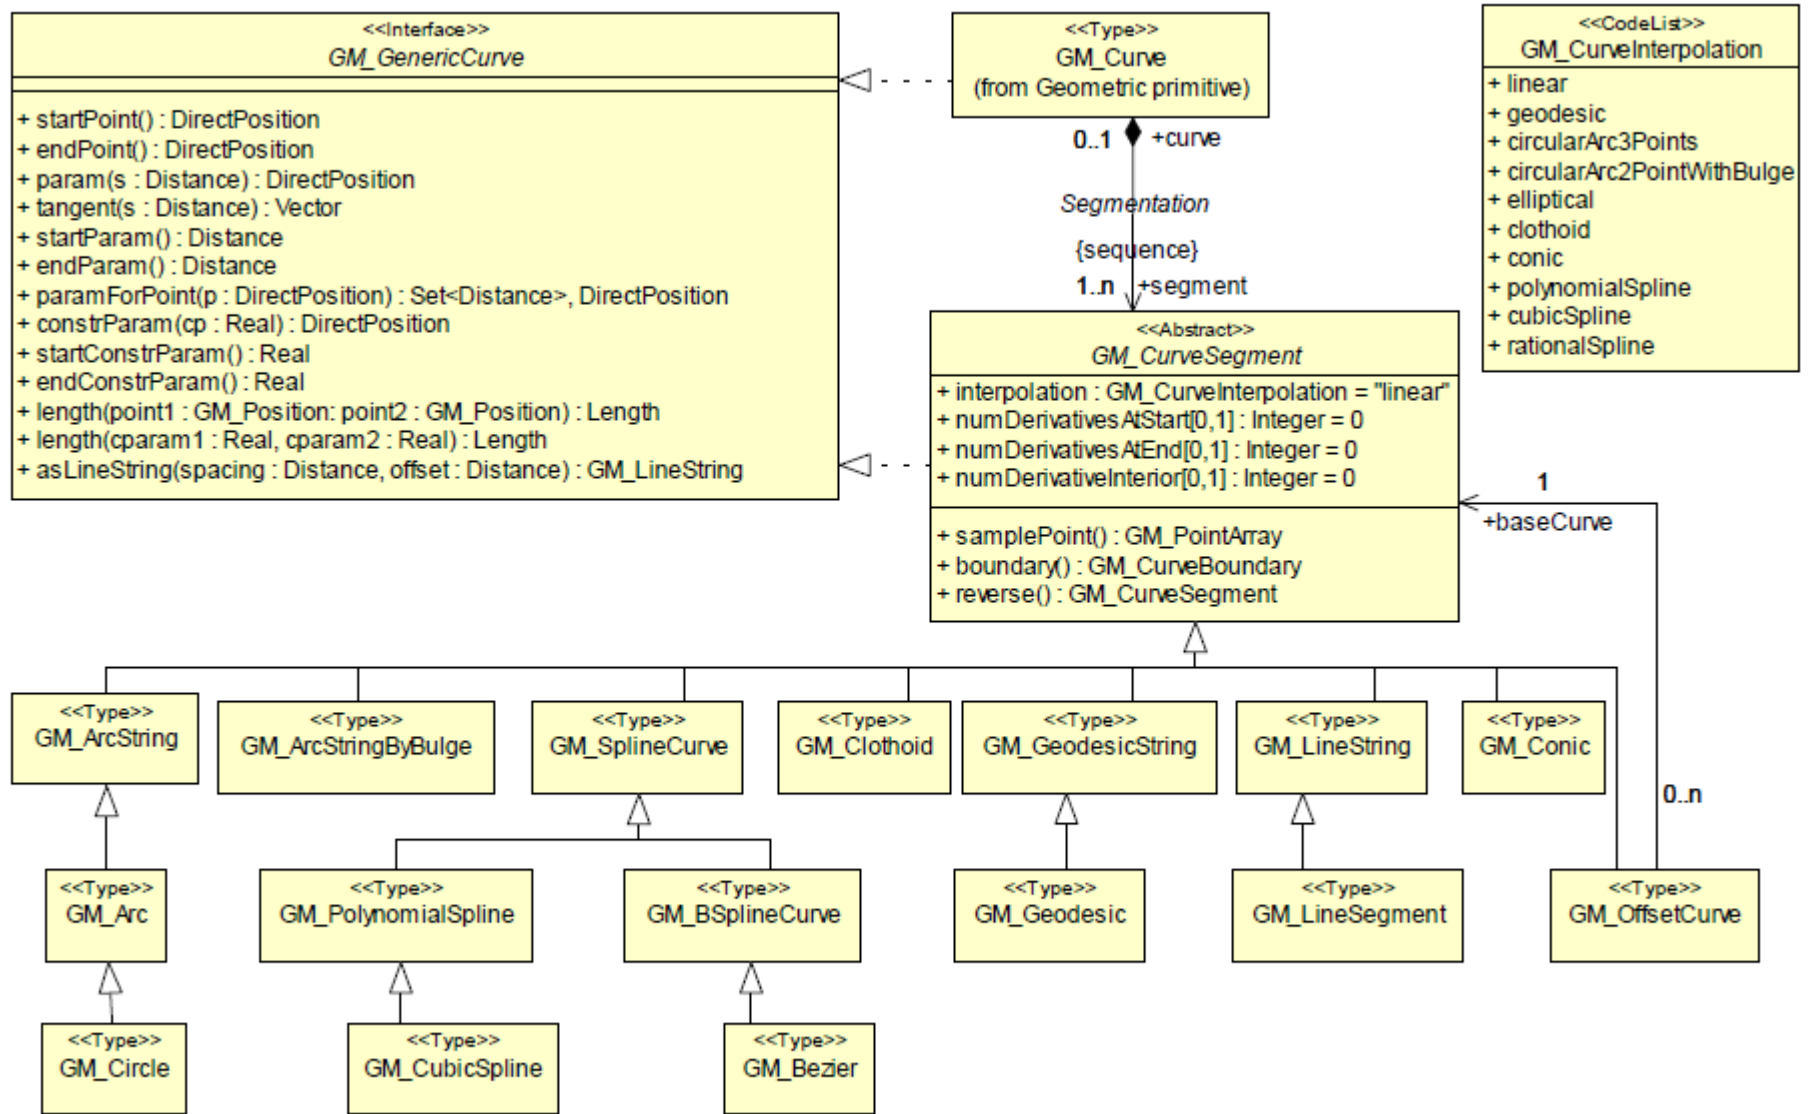 <<Interface>>
GM_GenericCurve
+ startPoint() : DirectPosition
+ endPoint() : DirectPosition
+ param(s : Distance) : DirectPosition
+ tangent(s : Distance) : Vector
+ startParam() : Distance
+ endParam() : Distance
+ paramForPoint(p : DirectPosition) : Set<Distance>, DirectPosition
+ constrParam(cp : Real) : DirectPosition
+ startConstrParam() : Real
+ endConstrParam() : Real
+ length(point1 : GM_Position: point2 : GM_Position) : Length
+ length(cparam1 : Real, cparam2 : Real) : Length
+ asLineString(spacing : Distance, offset : Distance) : GM_LineString
<<Type>>
GM_Curve
(from Geometric primitive)
0..1 +curve
Segmentation
{sequence}
1..n +segment
<<CodeList>>
GM_CurveInterpolation
+ linear
+ geodesic
+ circularArc3Points
+ circularArc2PointWithBulge
+ elliptical
+ clothoid
+ conic
+ polynomialSpline
+ cubicSpline
+ rationalSpline
<<Abstract>>
GM_CurveSegment
+ interpolation : GM_CurveInterpolation = "linear"
+ numDerivativesAtStart[0,1] : Integer = 0
+ numDerivativesAtEnd[0,1] : Integer = 0
+ numDerivativeInterior[0,1] : Integer = 0
+ samplePoint() : GM_PointArray
+ boundary() : GM_CurveBoundary
+ reverse() : GM_CurveSegment
1
+baseCurve
0..n
<<Type>>
GM_ArcString
<<Type>>
GM_ArcStringByBulge
<<Type>>
GM_SplineCurve
<<Type>>
GM_Clothoid
<<Type>>
GM_GeodesicString
<<Type>>
GM_LineString
<<Type>>
GM_Conic
<<Type>>
GM_Arc
<<Type>>
GM_PolynomialSpline
<<Type>>
GM_BSplineCurve
<<Type>>
GM_Geodesic
<<Type>>
GM_LineSegment
<<Type>>
GM_OffsetCurve
<<Type>>
GM_Circle
<<Type>>
GM_CubicSpline
<<Type>>
GM_Bezier